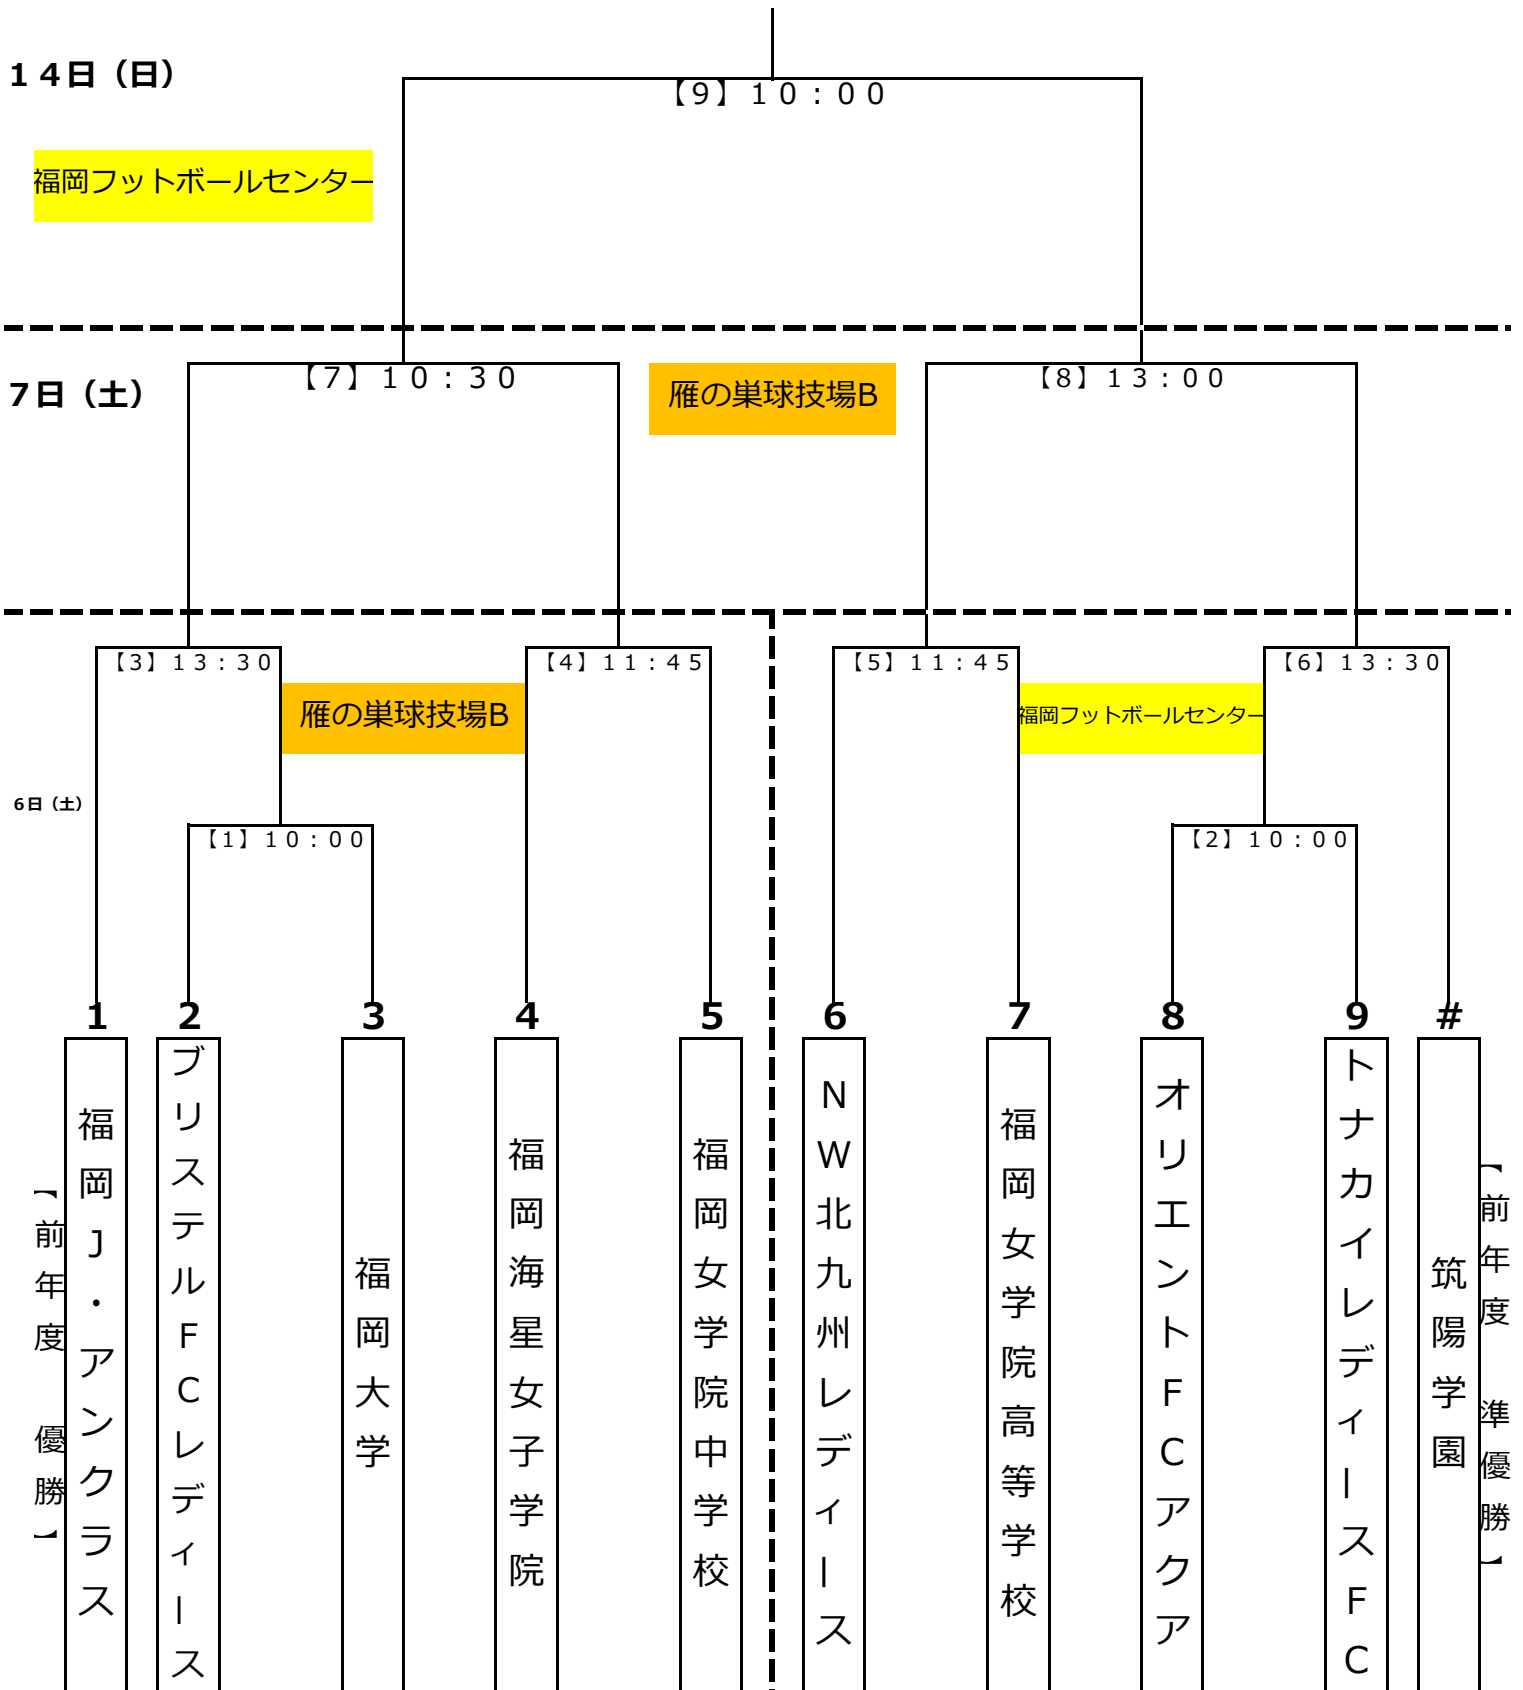 １４日（日）
【9】１０：００
福岡フットボールセンター
７日（土）
【7】１０：３０
雁の巣球技場B
【8】１３：００
【3】１３：３０
【4】１１：４５
【5】１１：４５
【6】１３：３０
雁の巣球技場B
福岡フットボールセンター
６日（土）
【1】１０：００
【2】１０：００
1
2
3
4
5
6
7
8
9
#
【前年度　優勝】
福岡Ｊ・アンクラス
ブリステルＦＣレディース
福岡大学
福岡海星女子学院
福岡女学院中学校
ＮＷ北九州レディース
福岡女学院高等学校
オリエントＦＣアクア
トナカイレディースＦＣ
筑陽学園
【前年度　準優勝】